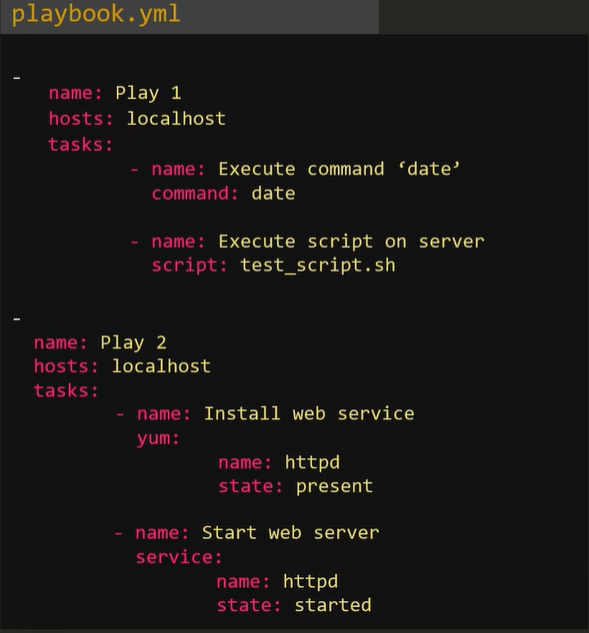 playbook.yml
-
name: Play 1
hosts: localhost
tasks:
- name: Execute command ‘date’
command: date
- name: Execute script on server
script: test_script.sh
-
name: Play 2
hosts: localhost
tasks:
- name: Install web service
yum:
name: httpd
state: present
- name: Start web server
service:
name: httpd
state: started